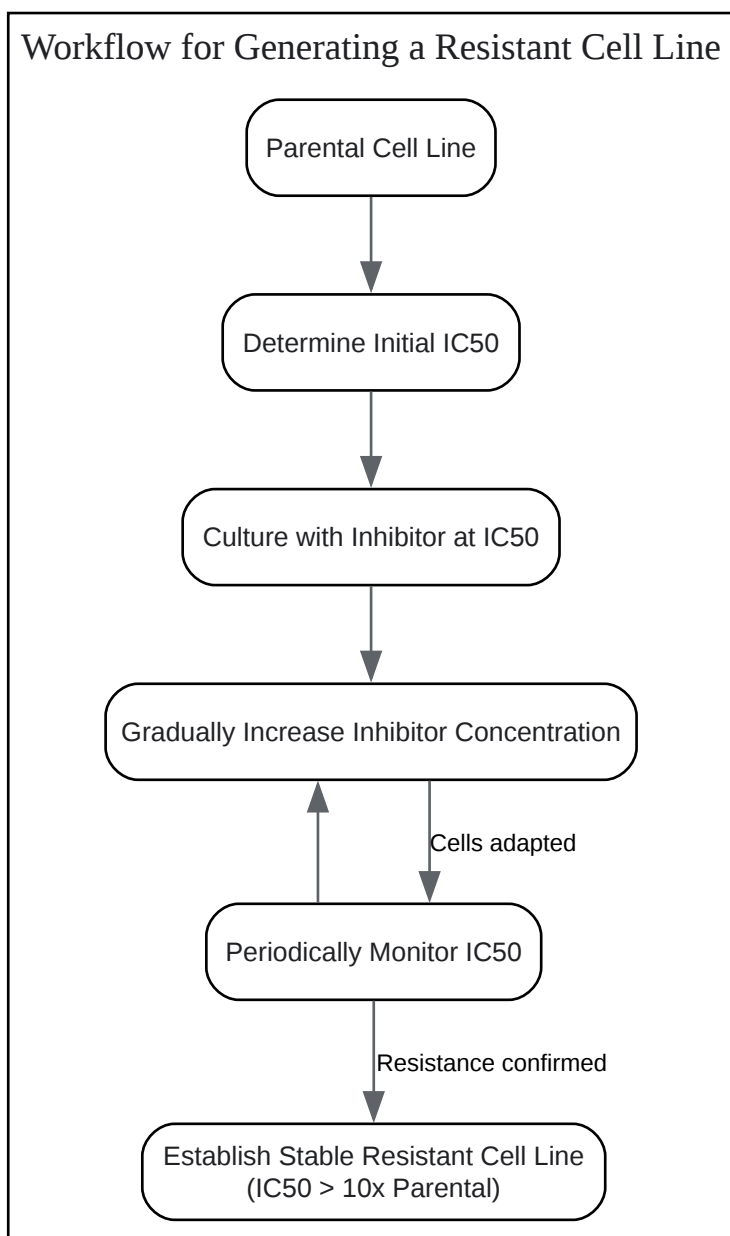 Workflow for Generating a Resistant Cell Line
Parental Cell Line
Determine Initial IC50
Culture with Inhibitor at IC50
Gradually Increase Inhibitor Concentration
Cells adapted
Periodically Monitor IC50
Resistance confirmed
Establish Stable Resistant Cell Line
(IC50 > 10x Parental)